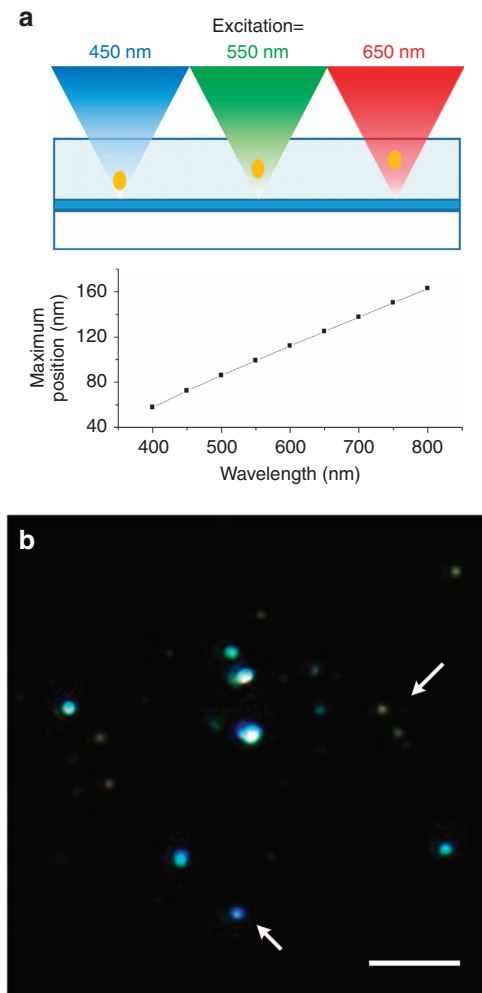 a
Excitation=
450 nm 550 nm 650 nm
160
120
80
40
Maximum
position (nm)
400 500 600 700 800
Wavelength (nm)
b